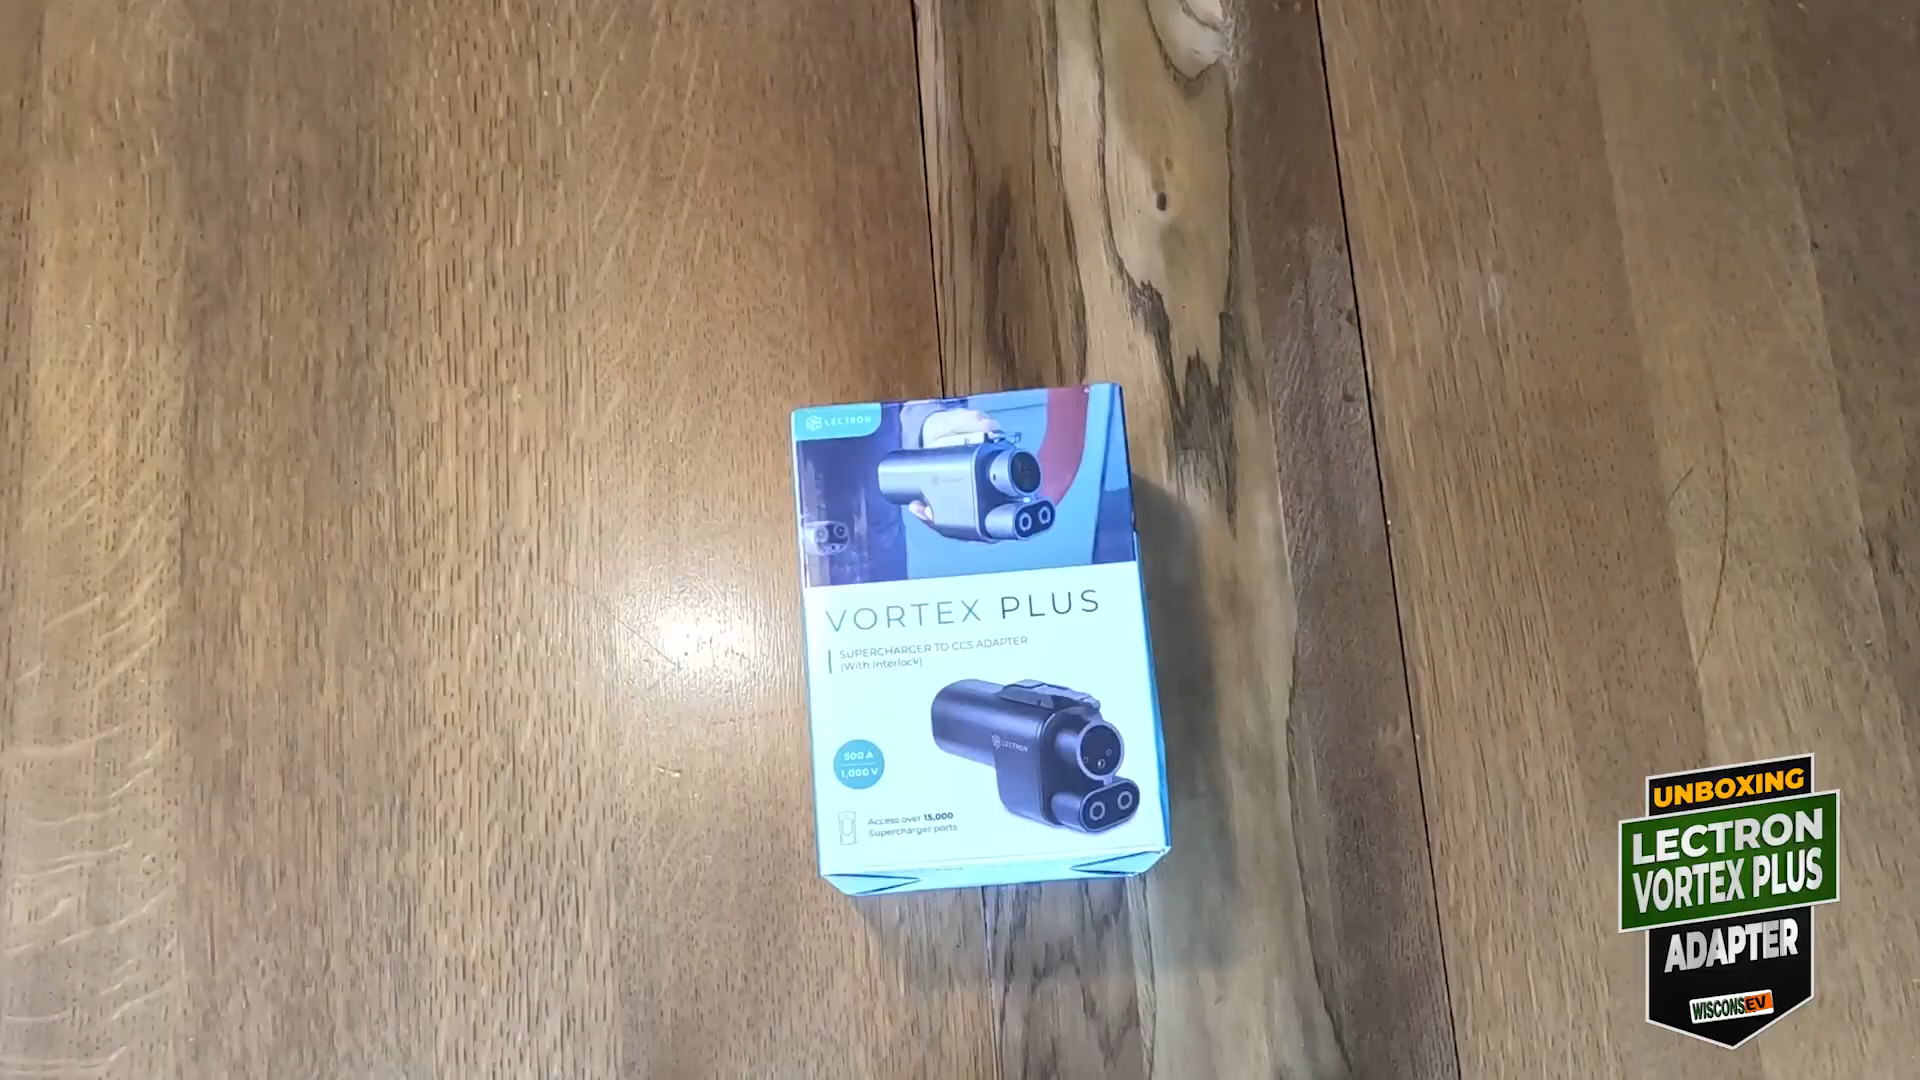 LECTRON
VORTEX PLUS
SUPERCHARGER TO CCS ADAPTER
(With Interlock)
LECTRON
500 A
1,000 V
Access over 15,000
Supercharger ports
UNBOXING
LECTRON
VORTEX PLUS
ADAPTER
WISCONSEV